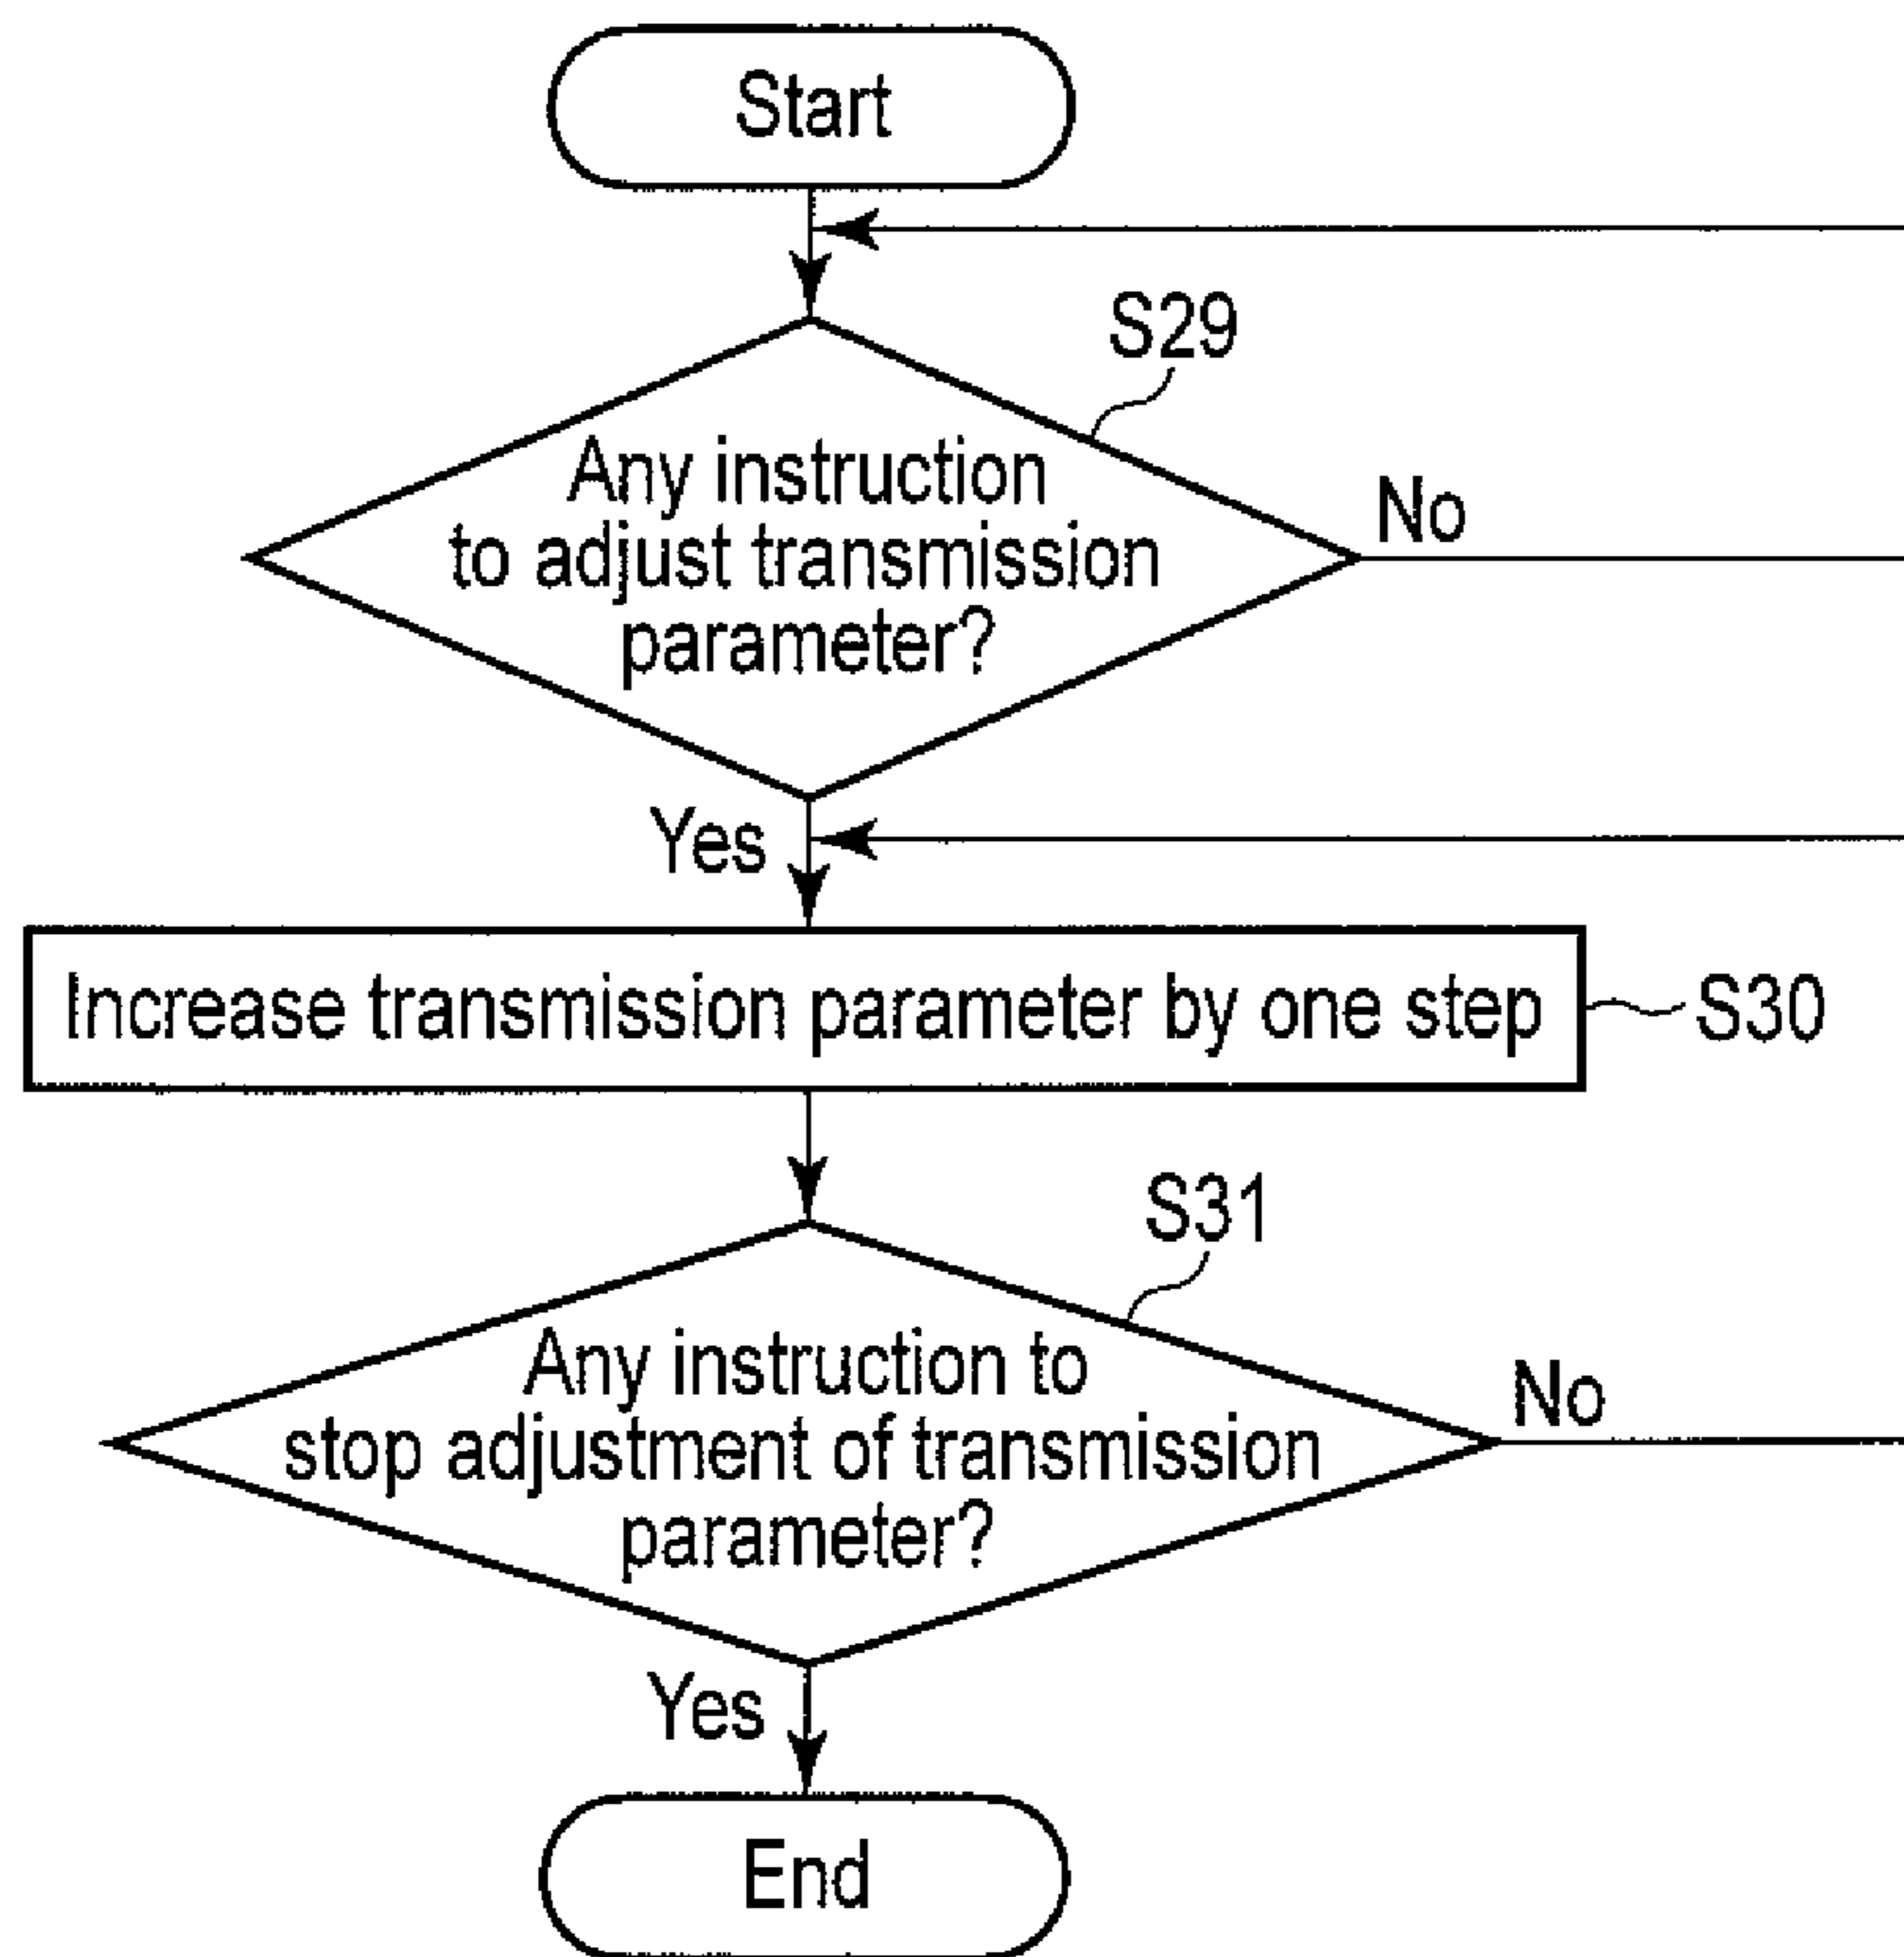 Start
S29
Any instruction
to adjust transmission
parameter?
No
Yes
Increase transmission parameter by one step
S30
S31
Any instruction to
stop adjustment of transmission
parameter?
No
Yes
End